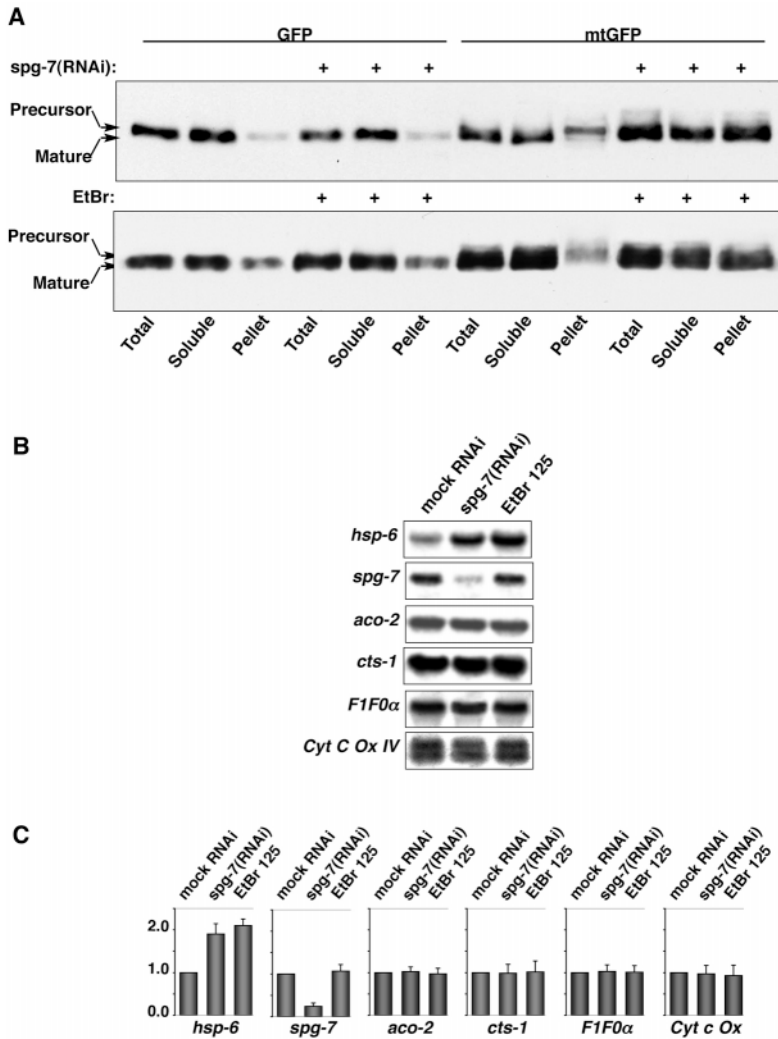 A
GFP mtGFP
spg-7(RNAi): + + + + + +
Precursor
Mature
EtBr: + + + + + +
Precursor
Mature
Total Soluble Pellet Total Soluble Pellet Total Soluble Pellet Total Soluble Pellet
B
mock RNAi spg-7(RNAi) EtBr 125
hsp-6
spg-7
aco-2
cts-1
F1F0α
Cyt C Ox IV
C
mock RNAi spg-7(RNAi) EtBr 125 mock RNAi spg-7(RNAi) EtBr 125 mock RNAi spg-7(RNAi) EtBr 125 mock RNAi spg-7(RNAi) EtBr 125 mock RNAi spg-7(RNAi) EtBr 125 mock RNAi spg-7(RNAi) EtBr 125
2.0
1.0
0.0
hsp-6 spg-7 aco-2 cts-1 F1F0α Cyt c Ox